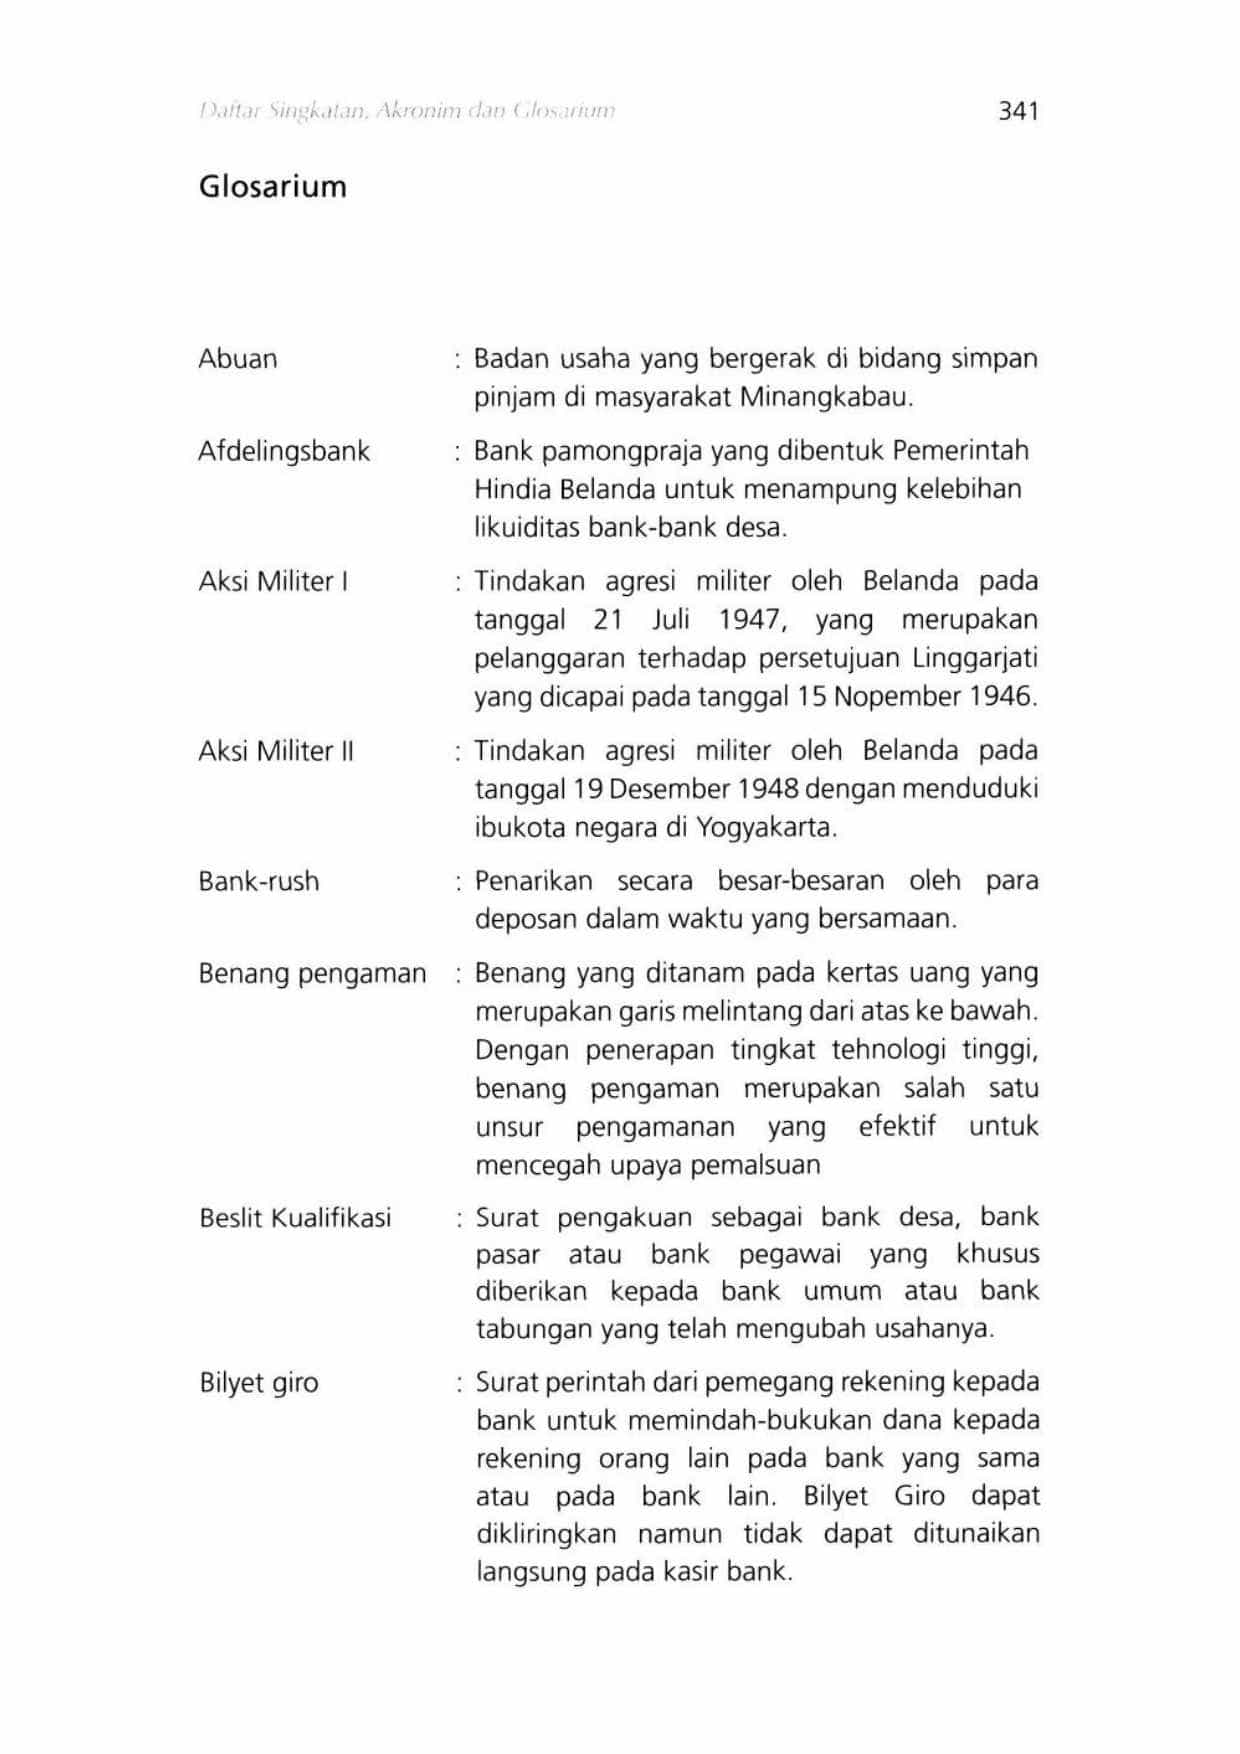 Daftar Singkatan, Akronim dan Glosarium 341
Glosarium
Abuan : Badan usaha yang bergerak di bidang simpan
pinjam di masyarakat Minangkabau.
Afdelingsbank : Bank pamongpraja yang dibentuk Pemerintah
Hindia Belanda untuk menampung kelebihan
likuiditas bank-bank desa.
Aksi Militer I : Tindakan agresi militer oleh Belanda pada
tanggal 21 Juli 1947, yang merupakan
pelanggaran terhadap persetujuan Linggarjati
yang dicapai pada tanggal 15 Nopember 1946.
Aksi Militer II : Tindakan agresi militer oleh Belanda pada
tanggal 19 Desember 1948 dengan menduduki
ibukota negara di Yogyakarta.
Bank-rush : Penarikan secara besar-besaran oleh para
deposan dalam waktu yang bersamaan.
Benang pengaman : Benang yang ditanam pada kertas uang yang
merupakan garis melintang dari atas ke bawah.
Dengan penerapan tingkat tehnologi tinggi,
benang pengaman merupakan salah satu
unsur pengamanan yang efektif untuk
mencegah upaya pemalsuan
Beslit Kualifikasi : Surat pengakuan sebagai bank desa, bank
pasar atau bank pegawai yang khusus
diberikan kepada bank umum atau bank
tabungan yang telah mengubah usahanya.
Bilyet giro : Surat perintah dari pemegang rekening kepada
bank untuk memindah-bukukan dana kepada
rekening orang lain pada bank yang sama
atau pada bank lain. Bilyet Giro dapat
dikliringkan namun tidak dapat ditunaikan
langsung pada kasir bank.